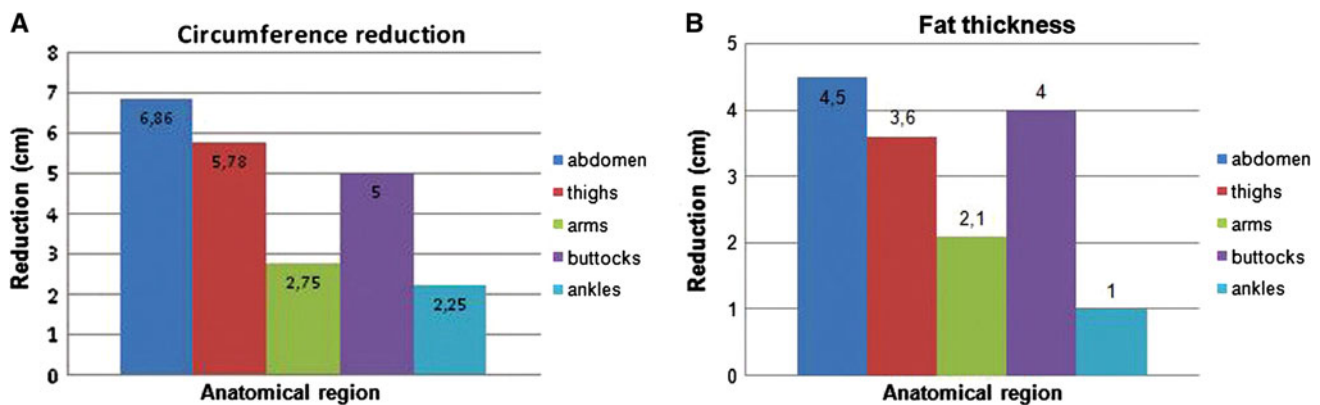 A
Circumference reduction
Reduction (cm)
8
7
6
5
4
3
2
1
0
6,86
5,78
2,75
5
2,25
Anatomical region
abdomen
thighs
arms
buttocks
ankles
B
Fat thickness
Reduction (cm)
5
4
3
2
1
0
4,5
3,6
2,1
4
1
Anatomical region
abdomen
thighs
arms
buttocks
ankles